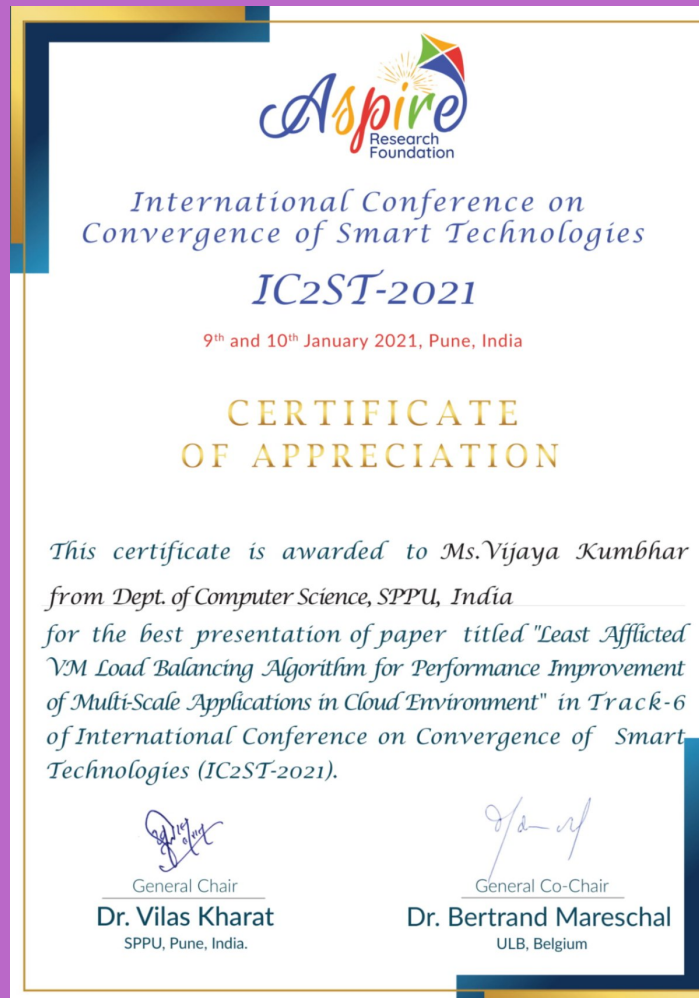 Aspire
Research
Foundation
International Conference on
Convergence of Smart Technologies
IC2ST-2021
9th and 10th January 2021, Pune, India
CERTIFICATE
OF APPRECIATION
This certificate is awarded to Ms.Vijaya Kumbhar
from Dept. of Computer Science, SPPU, India
for the best presentation of paper titled "Least Afflicted
VM Load Balancing Algorithm for Performance Improvement
of Multi-Scale Applications in Cloud Environment" in Track-6
of International Conference on Convergence of Smart
Technologies (IC2ST-2021).
General Chair
Dr. Vilas Kharat
SPPU, Pune, India.
General Co-Chair
Dr. Bertrand Mareschal
ULB, Belgium